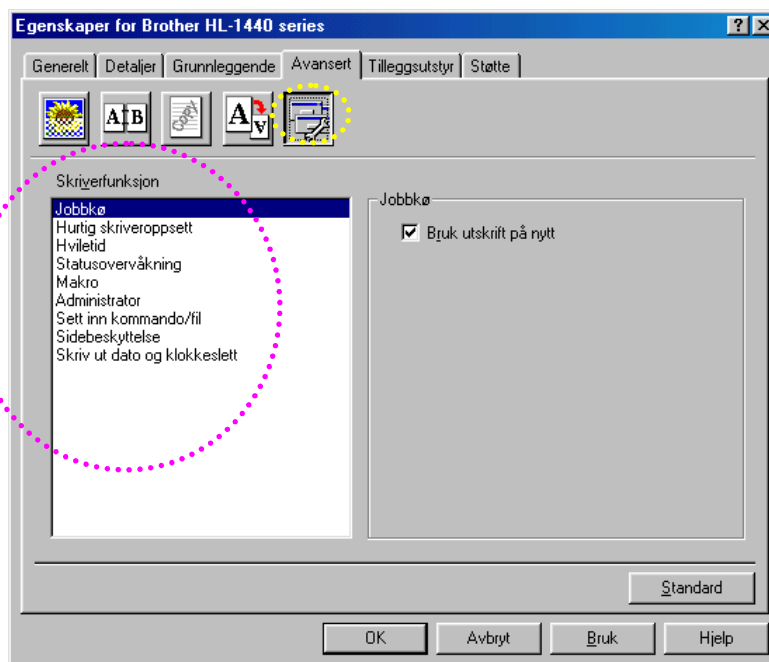 Egenskaper for Brother HL-1440 series
Generelt Detaljer Grunnleggende Avansert Tilleggsutstyr Støtte
A B Copy A A
Skriverfunksjon
Jobbkø
Hurtig skriveroppsett
Hviletid
Statusovervåkning
Makro
Administrator
Sett inn kommando/fil
Sidebeskyttelse
Skriv ut dato og klokkeslett
Jobbkø
Bruk utskrift på nytt
Standard
OK Avbryt Bruk Hjelp